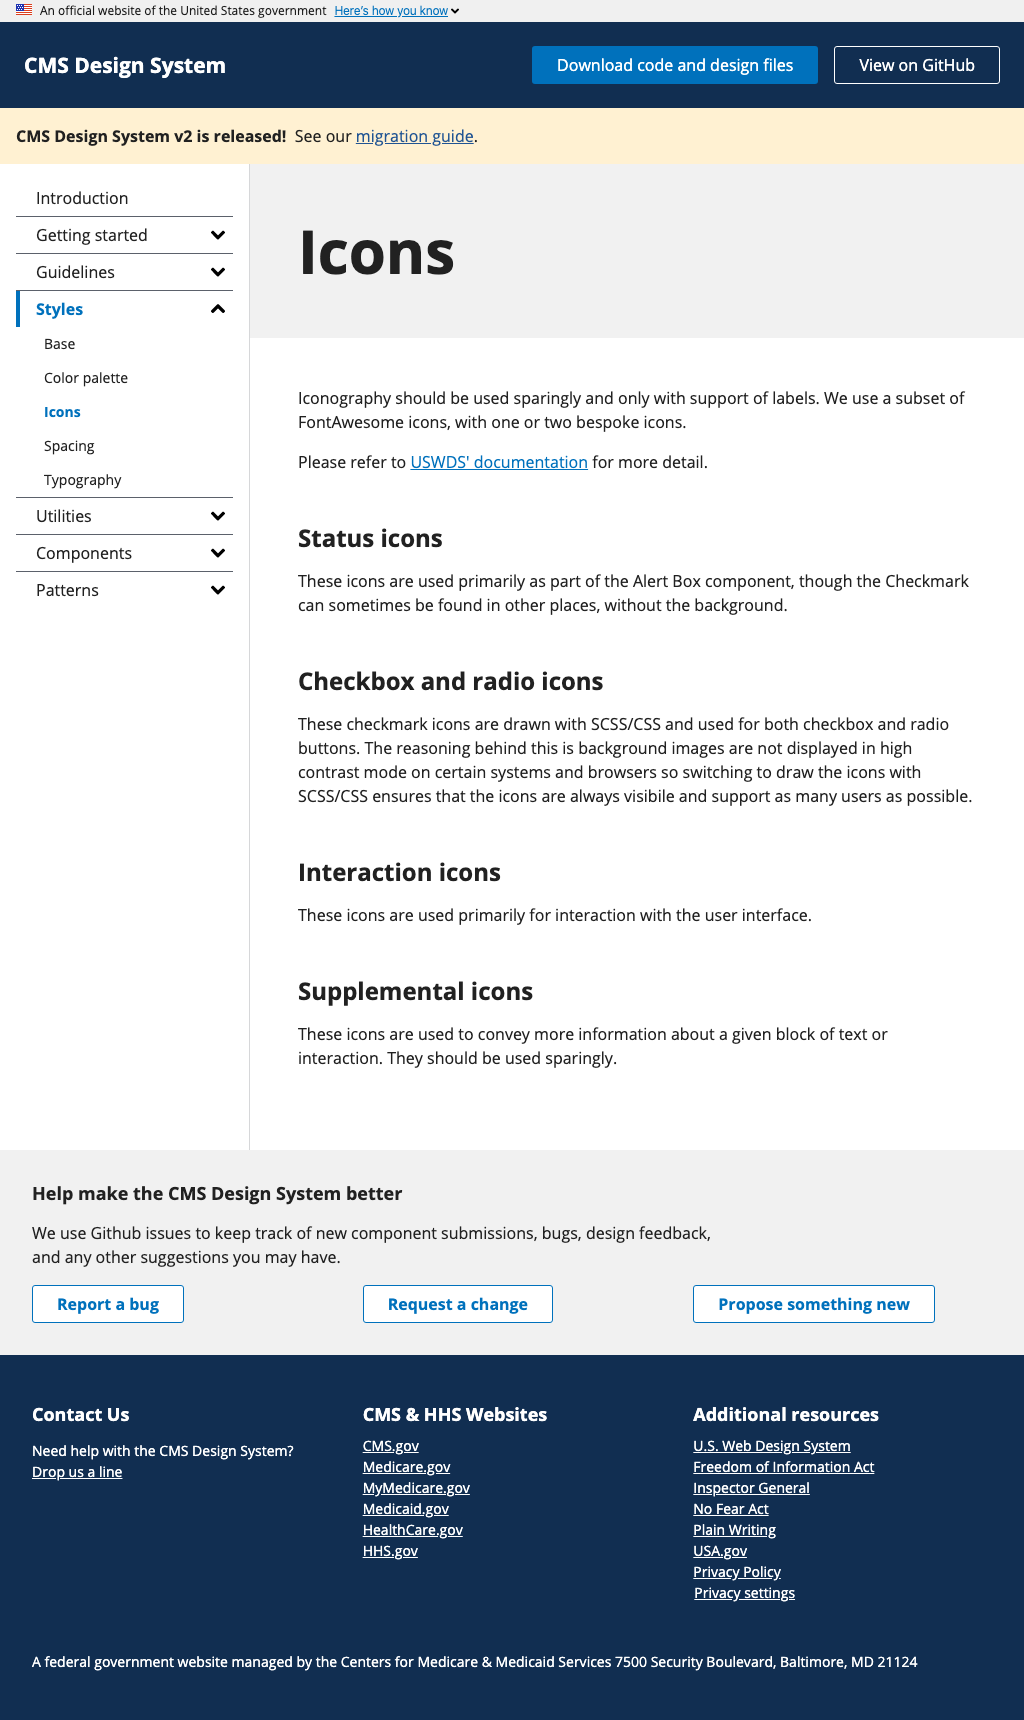 An official website of the United States government Here's how you know
CMS Design System
Download code and design files
View on GitHub
CMS Design System v2 is released! See our migration guide.
Introduction
Getting started
Guidelines
Styles
Base
Color palette
Icons
Spacing
Typography
Utilities
Components
Patterns
Icons
Iconography should be used sparingly and only with support of labels. We use a subset of
FontAwesome icons, with one or two bespoke icons.
Please refer to USWDS' documentation for more detail.
Status icons
These icons are used primarily as part of the Alert Box component, though the Checkmark
can sometimes be found in other places, without the background.
Checkbox and radio icons
These checkmark icons are drawn with SCSS/CSS and used for both checkbox and radio
buttons. The reasoning behind this is background images are not displayed in high
contrast mode on certain systems and browsers so switching to draw the icons with
SCSS/CSS ensures that the icons are always visibile and support as many users as possible.
Interaction icons
These icons are used primarily for interaction with the user interface.
Supplemental icons
These icons are used to convey more information about a given block of text or
interaction. They should be used sparingly.
Help make the CMS Design System better
We use Github issues to keep track of new component submissions, bugs, design feedback,
and any other suggestions you may have.
Report a bug
Request a change
Propose something new
Contact Us
Need help with the CMS Design System?
Drop us a line
CMS & HHS Websites
CMS.gov
Medicare.gov
MyMedicare.gov
Medicaid.gov
HealthCare.gov
HHS.gov
Additional resources
U.S. Web Design System
Freedom of Information Act
Inspector General
No Fear Act
Plain Writing
USA.gov
Privacy Policy
Privacy settings
A federal government website managed by the Centers for Medicare & Medicaid Services 7500 Security Boulevard, Baltimore, MD 21124